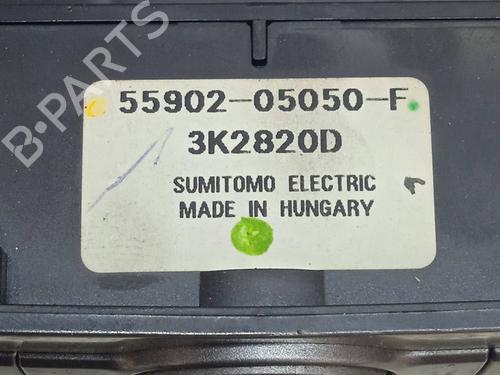 B-PARTS
55902-05050-F
3K2820D
SUMITOMO ELECTRIC
MADE IN HUNGARY